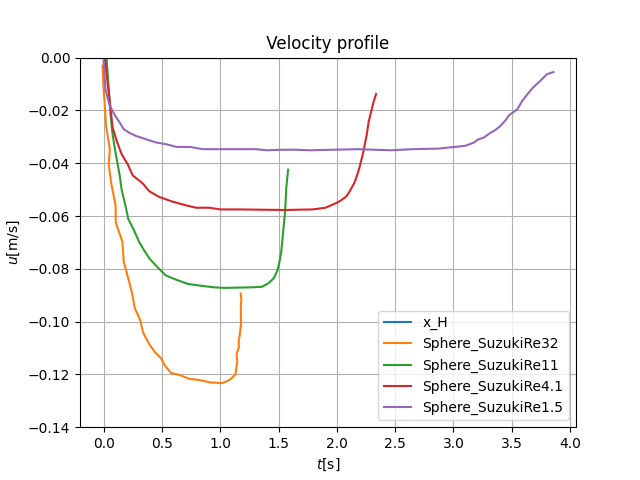 Velocity profile
0.00
−0.02
−0.04
−0.06
−0.08
−0.10
−0.12
−0.14
u[m/s]
0.0 0.5 1.0 1.5 2.0 2.5 3.0 3.5 4.0
t[s]
x_H
Sphere_SuzukiRe32
Sphere_SuzukiRe11
Sphere_SuzukiRe4.1
Sphere_SuzukiRe1.5